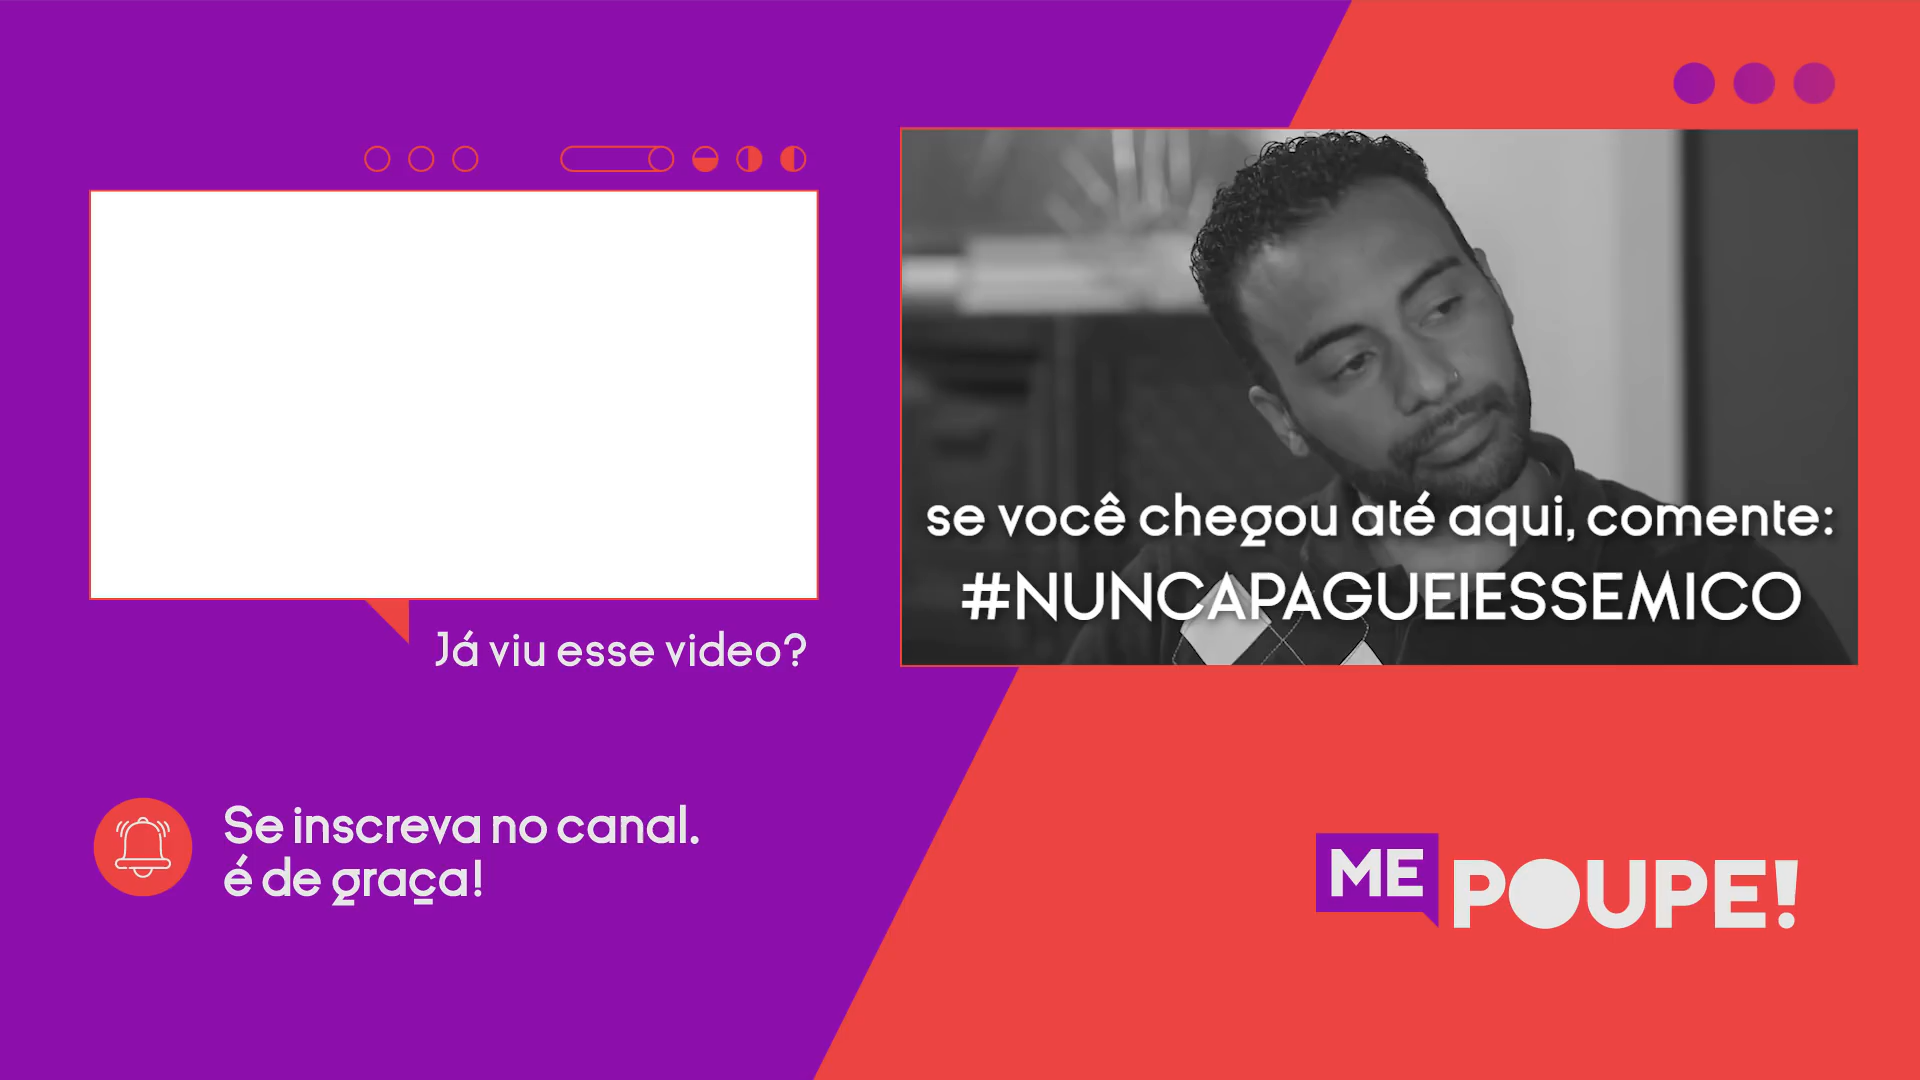 se você chegou até aqui, comente:
#NUNCAPAGUEIESSEMICO
Já viu esse video?
Se inscreva no canal.
é de graça!
ME POUPE!